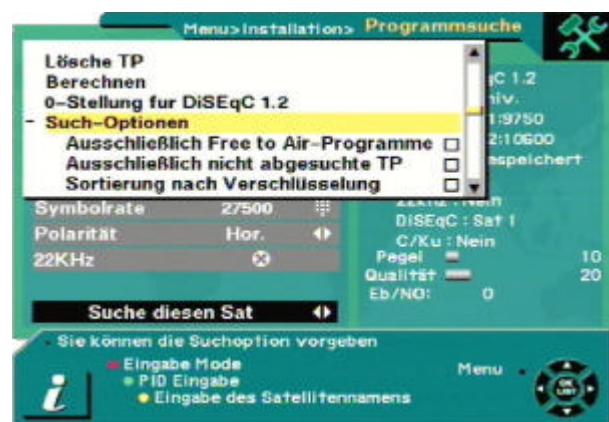 Menu>Installation> Programmsuche
Lösche TP
Berechnen
0-Stellung fur DiSEqC 1.2
- Such-Optionen
Ausschließlich Free to Air-Programme
Ausschließlich nicht abgesuchte TP
Sortierung nach Verschlüsselung
C 1.2
niv.
1:9750
2:10600
espeichert
22KHz : Nein
DiSEqC : Sat 1
C/Ku : Nein
Symbolrate 27500
Polarität Hor.
22KHz
Pegel 10
Qualität 20
Eb/N0: 0
Suche diesen Sat
Sie können die Suchoption vorgeben
Eingabe Mode
PID Eingabe
Eingabe des Satellitennamens
Menu
OK
LIST
i